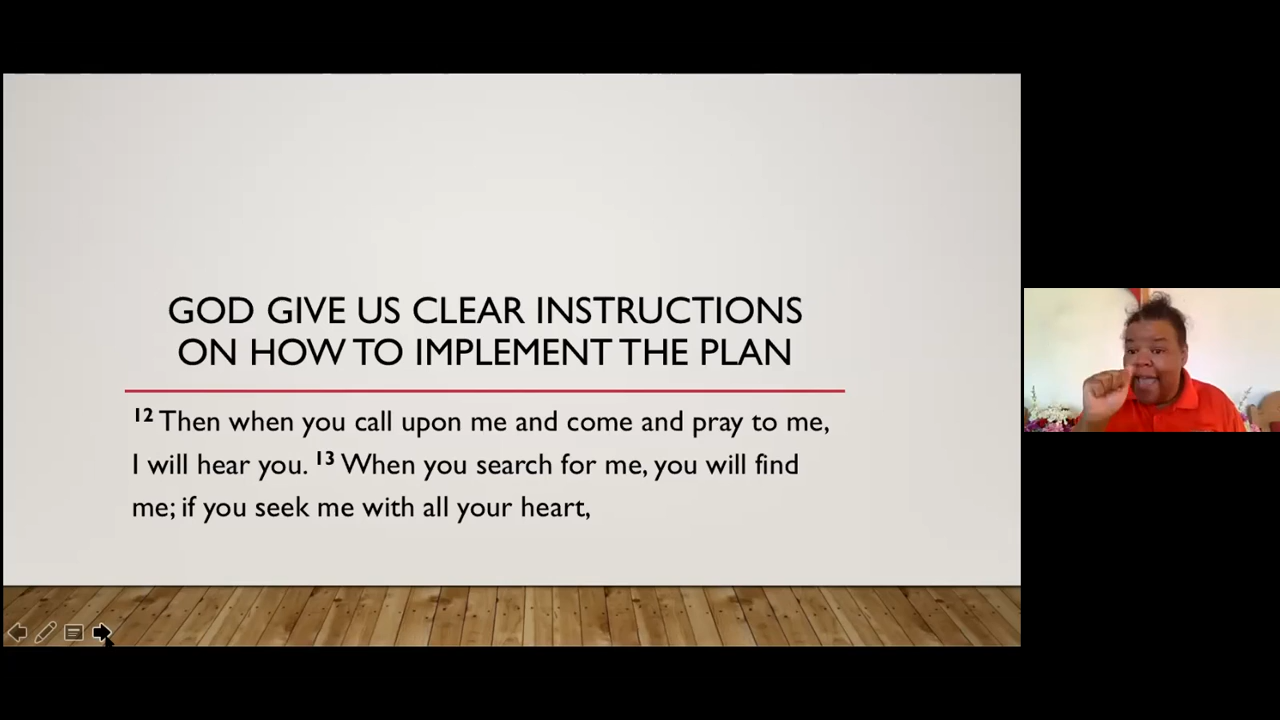 GOD GIVE US CLEAR INSTRUCTIONS
ON HOW TO IMPLEMENT THE PLAN
12 Then when you call upon me and come and pray to me,
I will hear you. 13 When you search for me, you will find
me; if you seek me with all your heart,